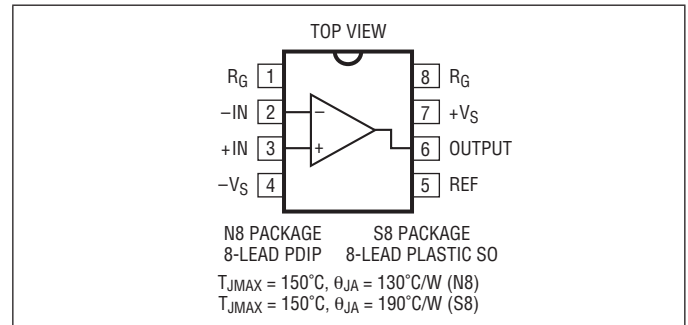 TOP VIEW
RG 1
8 RG
–IN 2
–
7 +VS
+IN 3
+
6 OUTPUT
–VS 4
5 REF
N8 PACKAGE
8-LEAD PDIP
S8 PACKAGE
8-LEAD PLASTIC SO
TJMAX = 150°C, θJA = 130°C/W (N8)
TJMAX = 150°C, θJA = 190°C/W (S8)